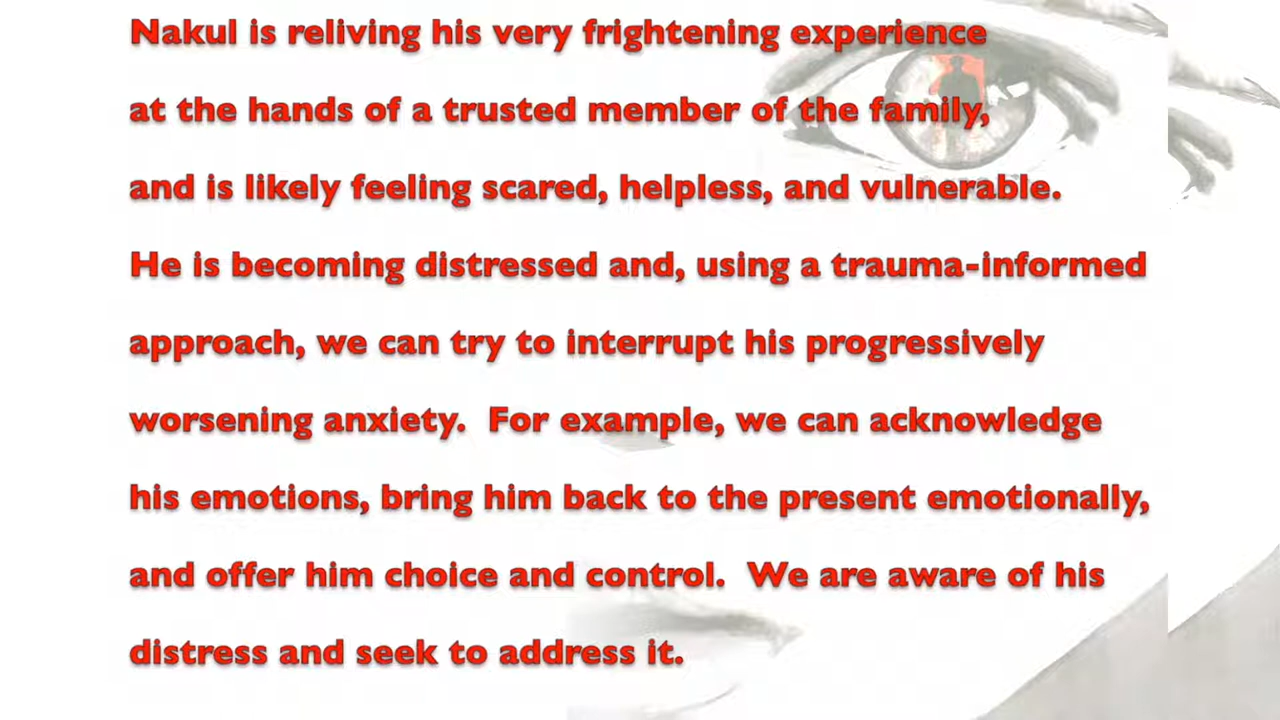 Nakul is reliving his very frightening experience
at the hands of a trusted member of the family,
and is likely feeling scared, helpless, and vulnerable.
He is becoming distressed and, using a trauma-informed
approach, we can try to interrupt his progressively
worsening anxiety.  For example, we can acknowledge
his emotions, bring him back to the present emotionally,
and offer him choice and control.  We are aware of his
distress and seek to address it.